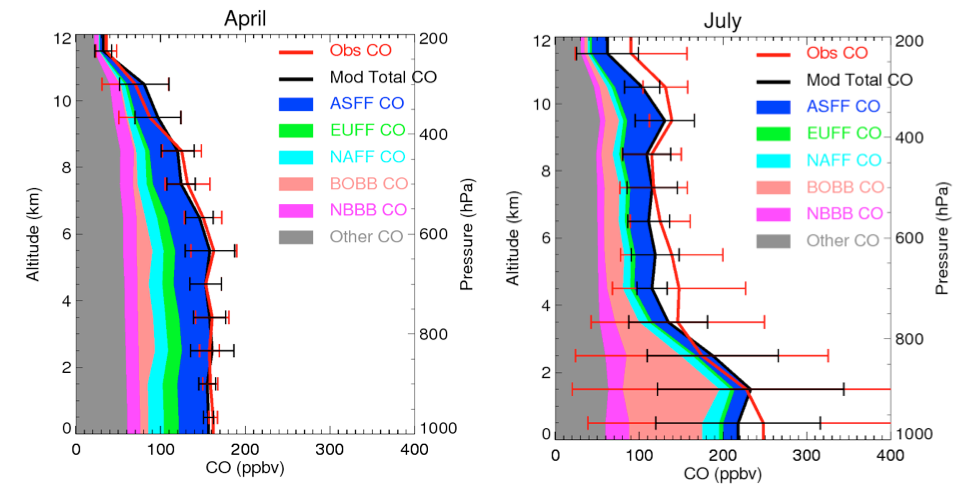 April
12
10
8
6
4
2
0
Altitude (km)
Obs CO
Mod Total CO
ASFF CO
EUFF CO
NAFF CO
BOBB CO
NBBB CO
Other CO
200
400
600
800
1000
Pressure (hPa)
0 100 200 300 400
CO (ppbv)
July
12
10
8
6
4
2
0
Altitude (km)
Obs CO
Mod Total CO
ASFF CO
EUFF CO
NAFF CO
BOBB CO
NBBB CO
Other CO
200
400
600
800
1000
Pressure (hPa)
0 100 200 300 400
CO (ppbv)